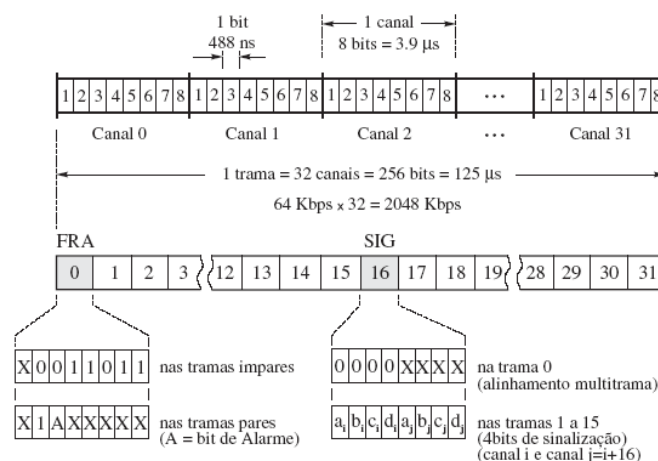 1 bit
488 ns
1 canal
8 bits = 3.9 µs
1 2 3 4 5 6 7 8 1 2 3 4 5 6 7 8 1 2 3 4 5 6 7 8 ... 1 2 3 4 5 6 7 8
Canal 0 Canal 1 Canal 2 ... Canal 31
1 trama = 32 canais = 256 bits = 125 µs
64 Kbps x 32 = 2048 Kbps
FRA SIG
0 1 2 3 12 13 14 15 16 17 18 19 28 29 30 31
X 0 0 1 1 0 1 1 nas tramas impares
0 0 0 0 X X X X na trama 0
(alinhamento multitrama)
X 1 A X X X X X nas tramas pares
(A = bit de Alarme)
ai bi ci di aj bj cj dj nas tramas 1 a 15
(4bits de sinalização)
(canal i e canal j=i+16)